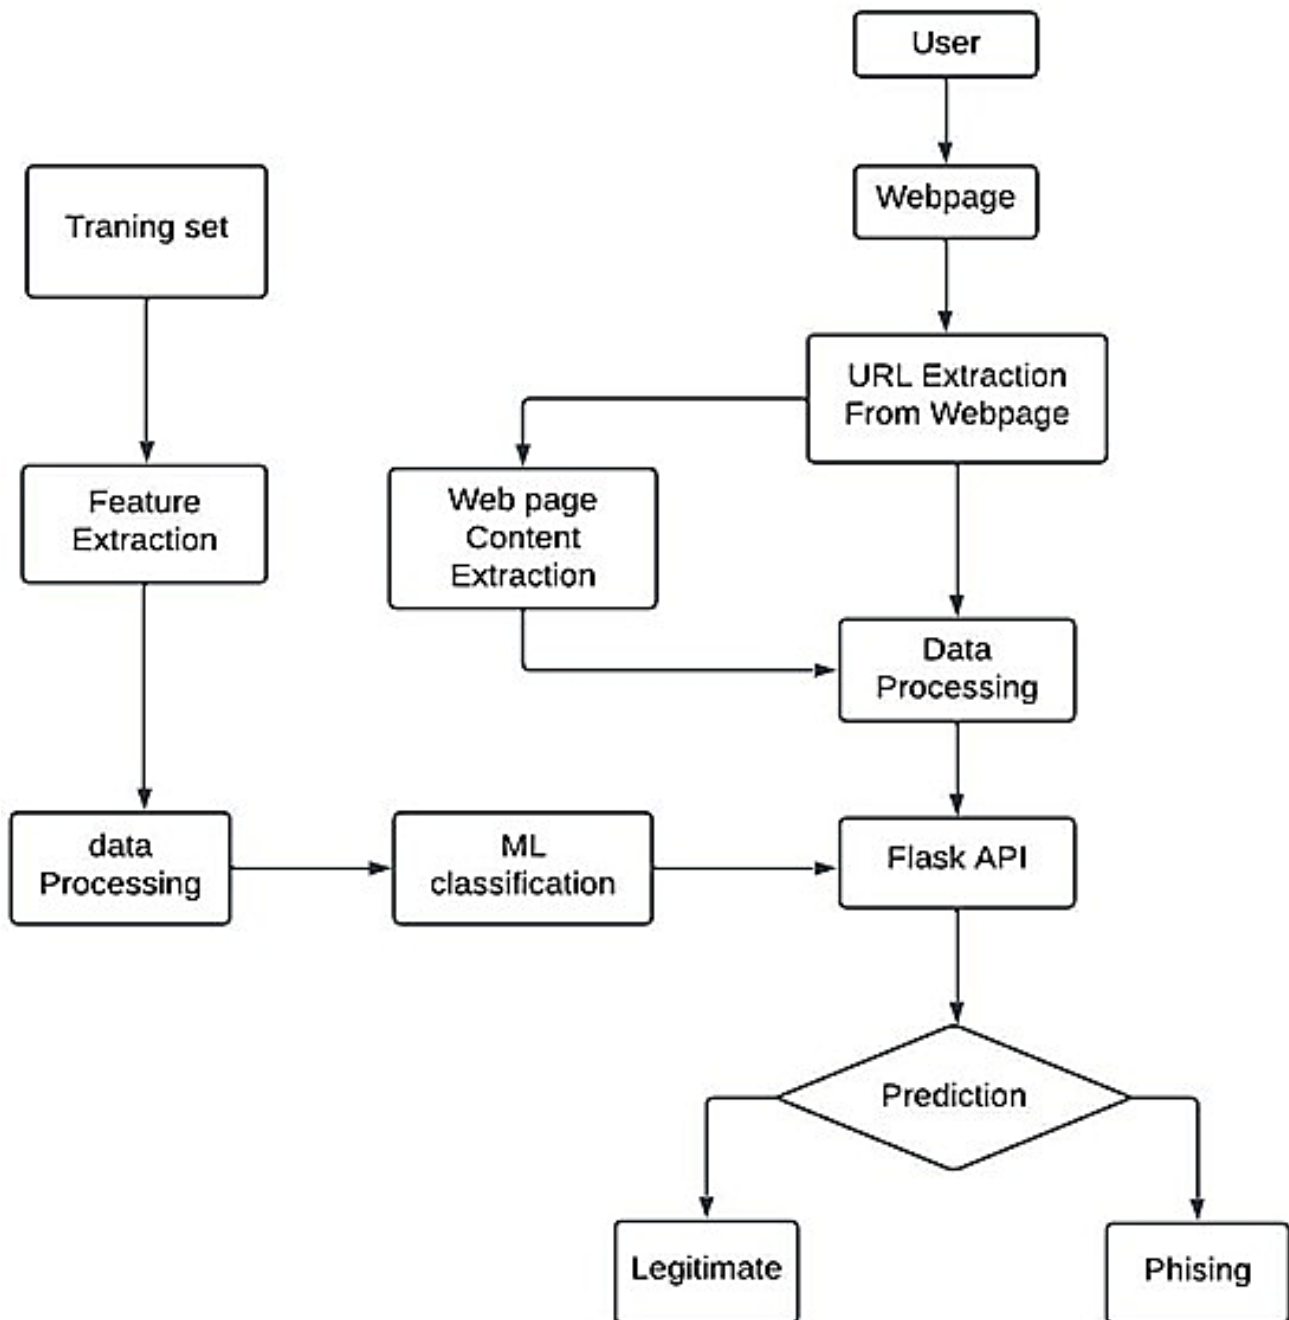 User
Webpage
Traning set
URL Extraction
From Webpage
Feature
Extraction
Web page
Content
Extraction
Data
Processing
data
Processing
ML
classification
Flask API
Prediction
Legitimate
Phising